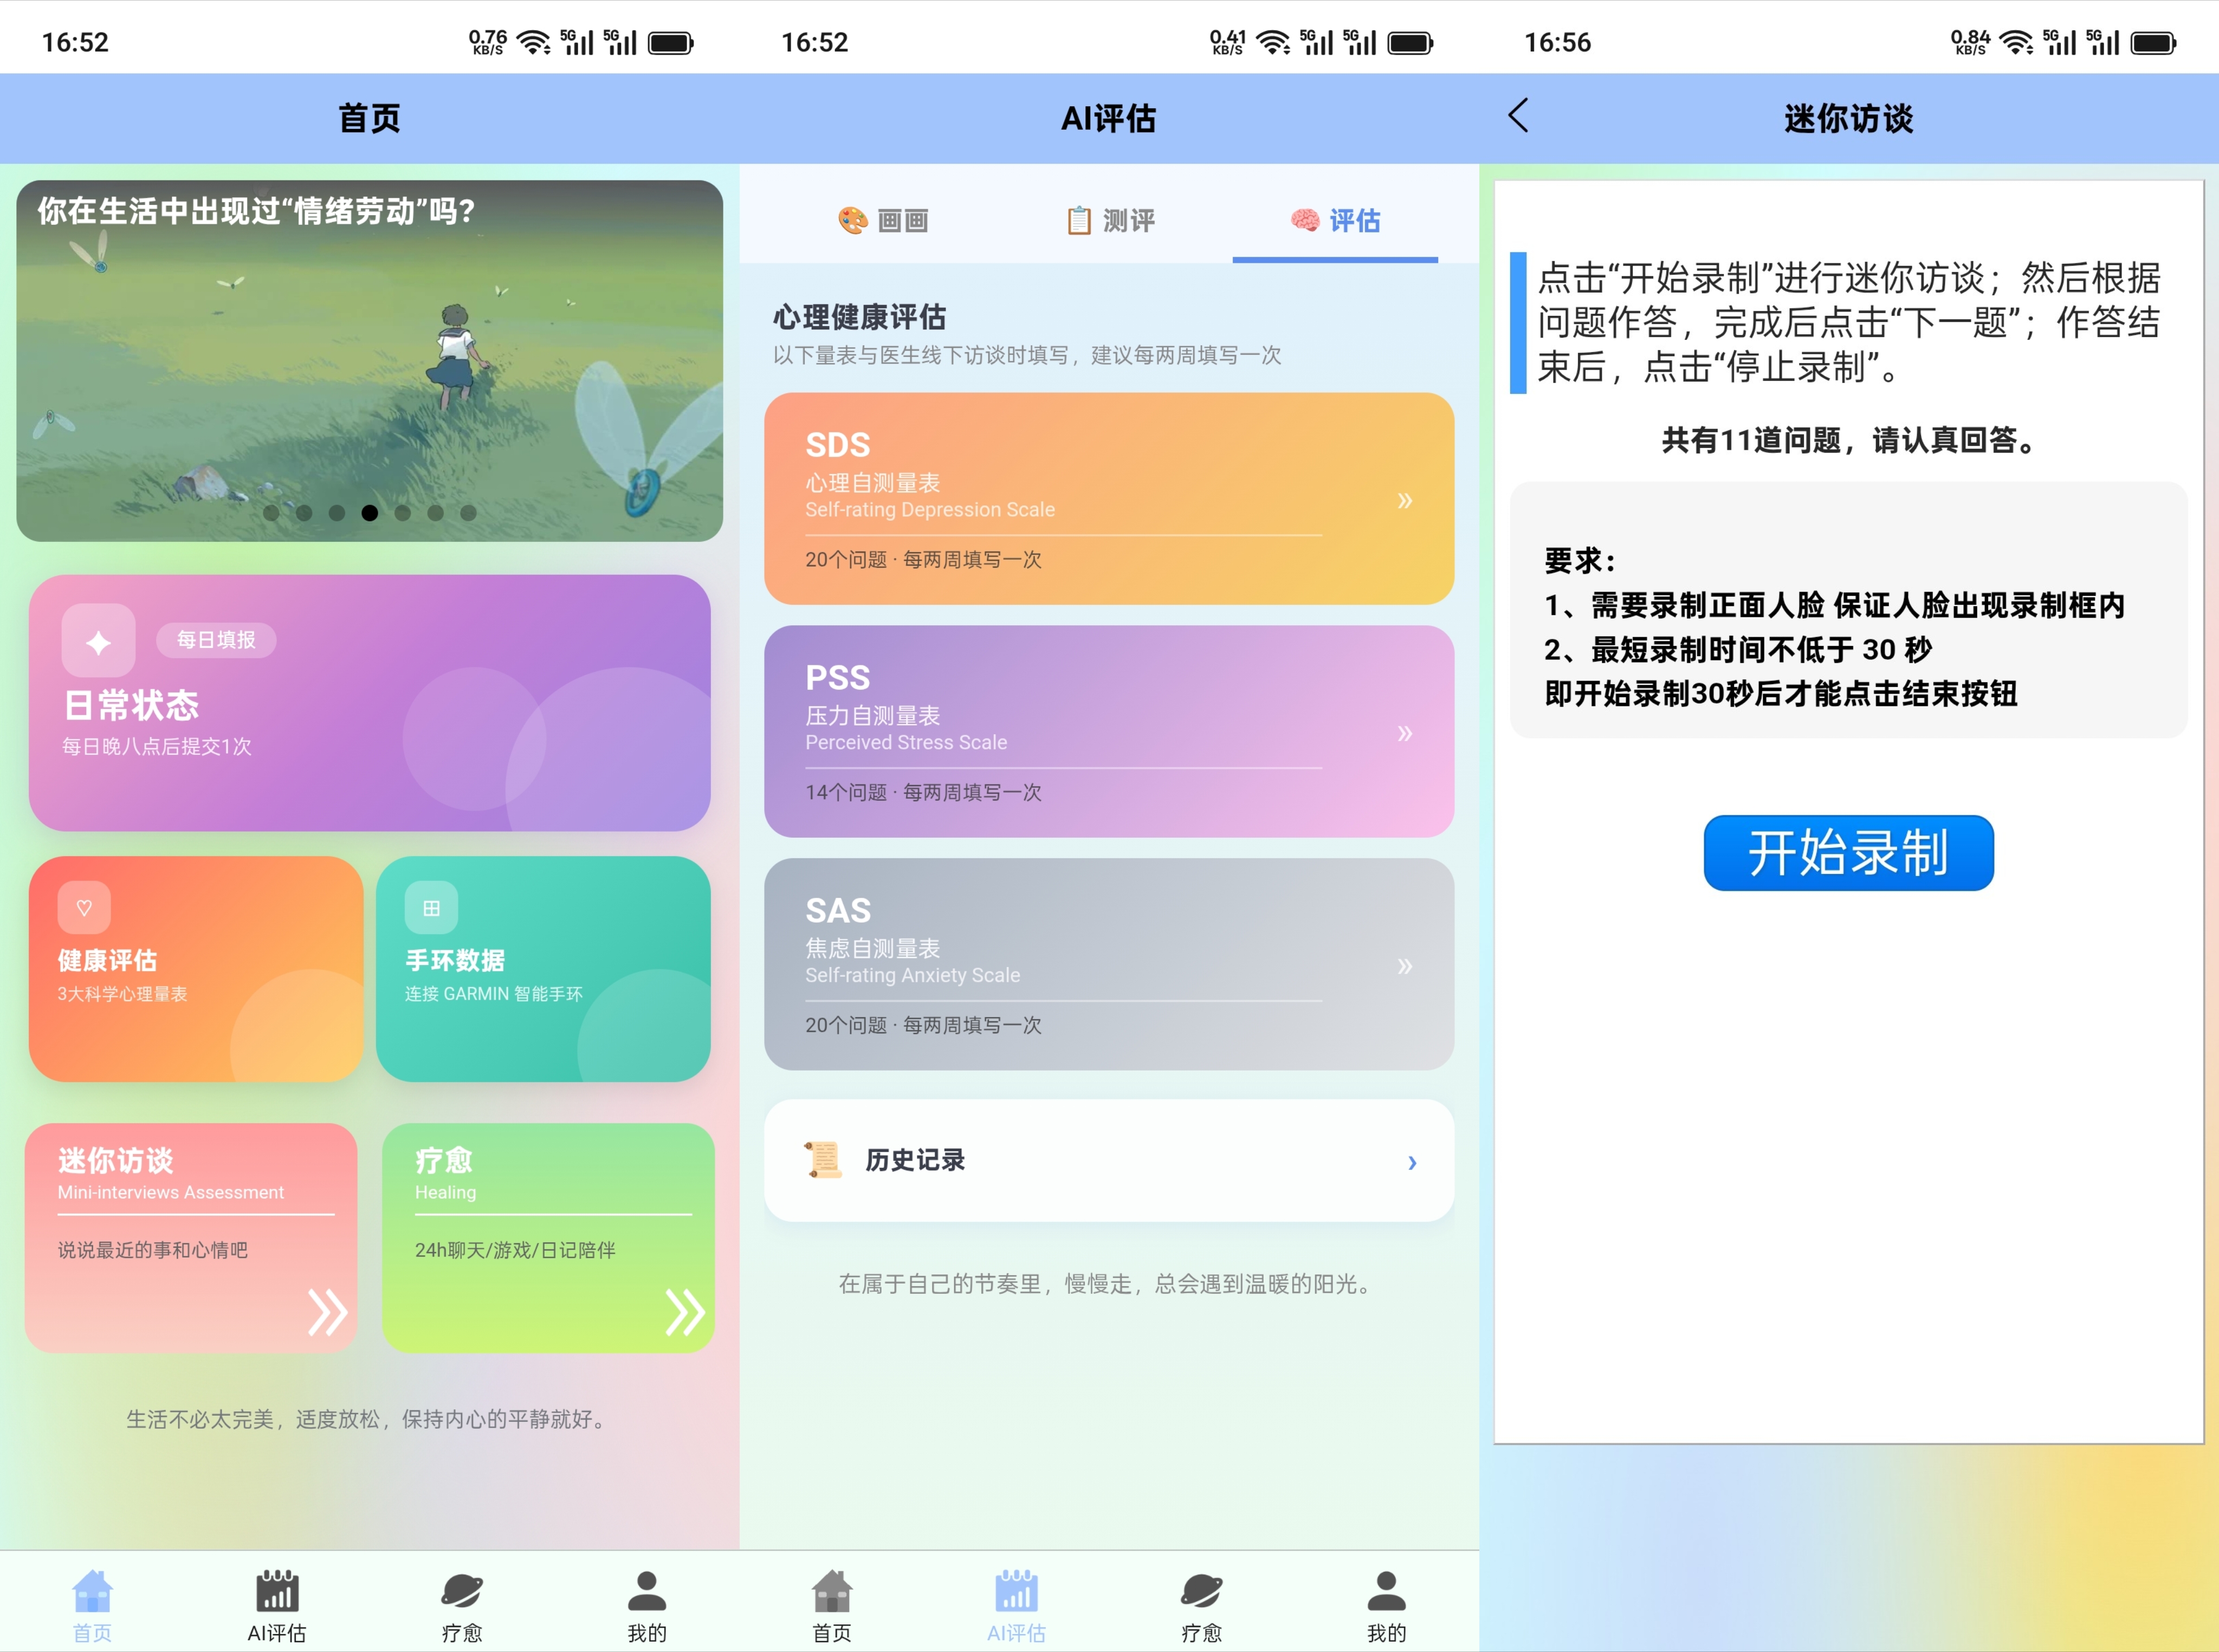 16:52
0.76
KB/S
5G
5G
首页
你在生活中出现过“情绪劳动”吗?
每日填报
日常状态
每日晚八点后提交1次
健康评估
3大科学心理量表
手环数据
连接 GARMIN 智能手环
迷你访谈
Mini-interviews Assessment
说说最近的事和心情吧
疗愈
Healing
24h聊天/游戏/日记陪伴
生活不必太完美，适度放松，保持内心的平静就好。
首页
AI评估
疗愈
我的
16:52
0.41
KB/S
5G
5G
AI评估
画画
测评
评估
心理健康评估
以下量表与医生线下访谈时填写，建议每两周填写一次
SDS
心理自测量表
Self-rating Depression Scale
20个问题 · 每两周填写一次
PSS
压力自测量表
Perceived Stress Scale
14个问题 · 每两周填写一次
SAS
焦虑自测量表
Self-rating Anxiety Scale
20个问题 · 每两周填写一次
历史记录
在属于自己的节奏里，慢慢走，总会遇到温暖的阳光。
首页
AI评估
疗愈
我的
16:56
0.84
KB/S
5G
5G
迷你访谈
点击“开始录制”进行迷你访谈；然后根据
问题作答，完成后点击“下一题”；作答结
束后，点击“停止录制”。
共有11道问题，请认真回答。
要求：
1、需要录制正面人脸 保证人脸出现录制框内
2、最短录制时间不低于 30 秒
即开始录制30秒后才能点击结束按钮
开始录制